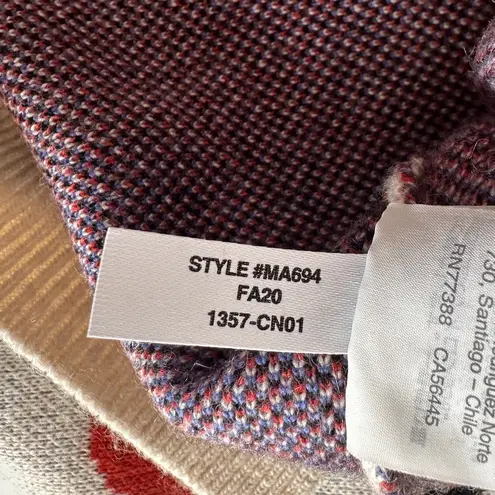 STYLE #MA694
FA20
1357-CN01
730, Santiago – Chile
RN77388 CA56445